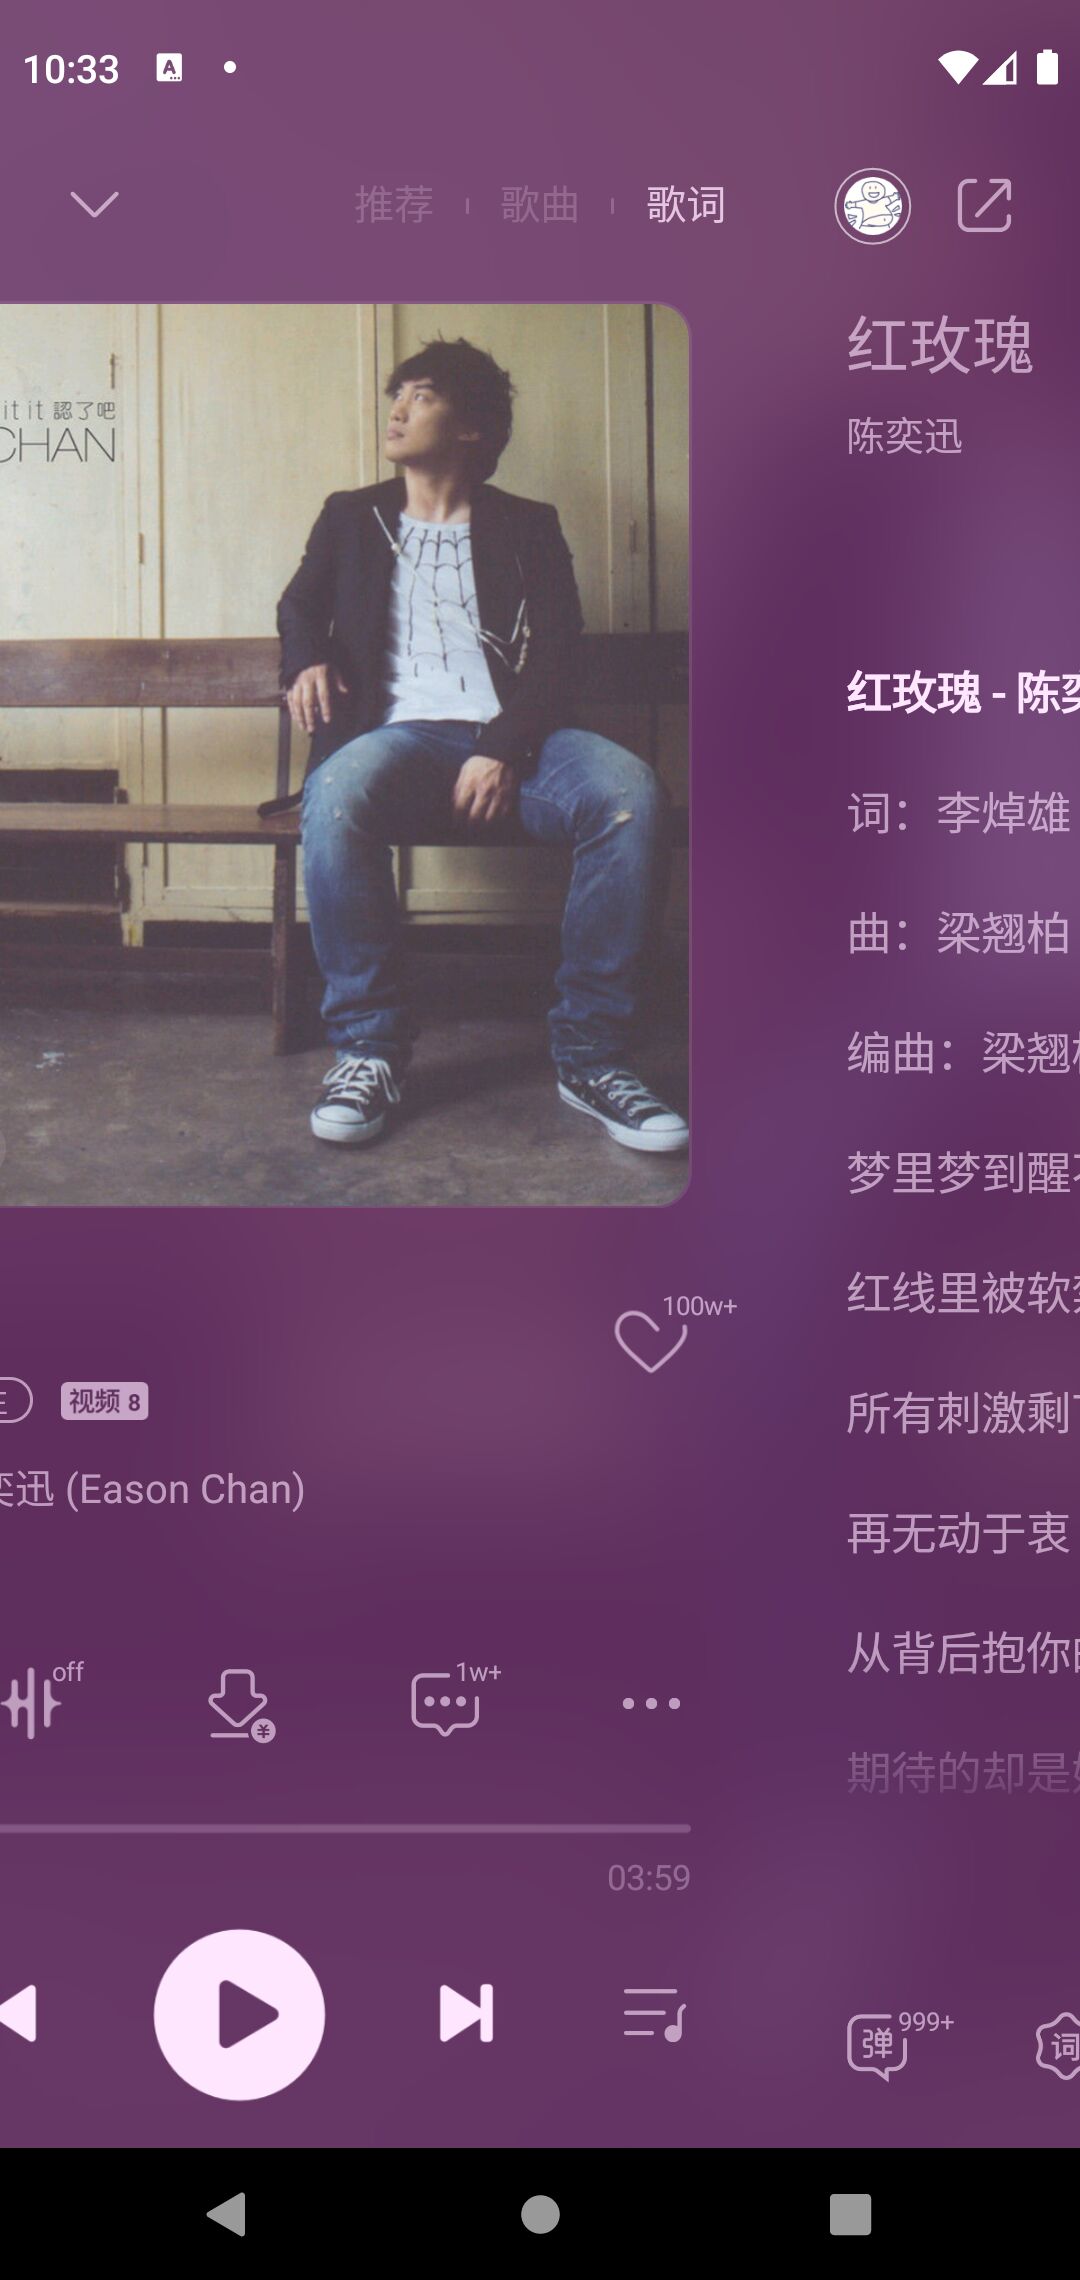 10:33
推荐
歌曲
歌词
it it 認了吧
CHAN
红玫瑰
陈奕迅
红玫瑰 - 陈
词：李焯雄
曲：梁翘柏
编曲：梁翘
梦里梦到醒
红线里被软
所有刺激剩
再无动于衷
从背后抱你
期待的却是
100w+
视频 8
奕迅 (Eason Chan)
off
1w+
03:59
弹
999+
词